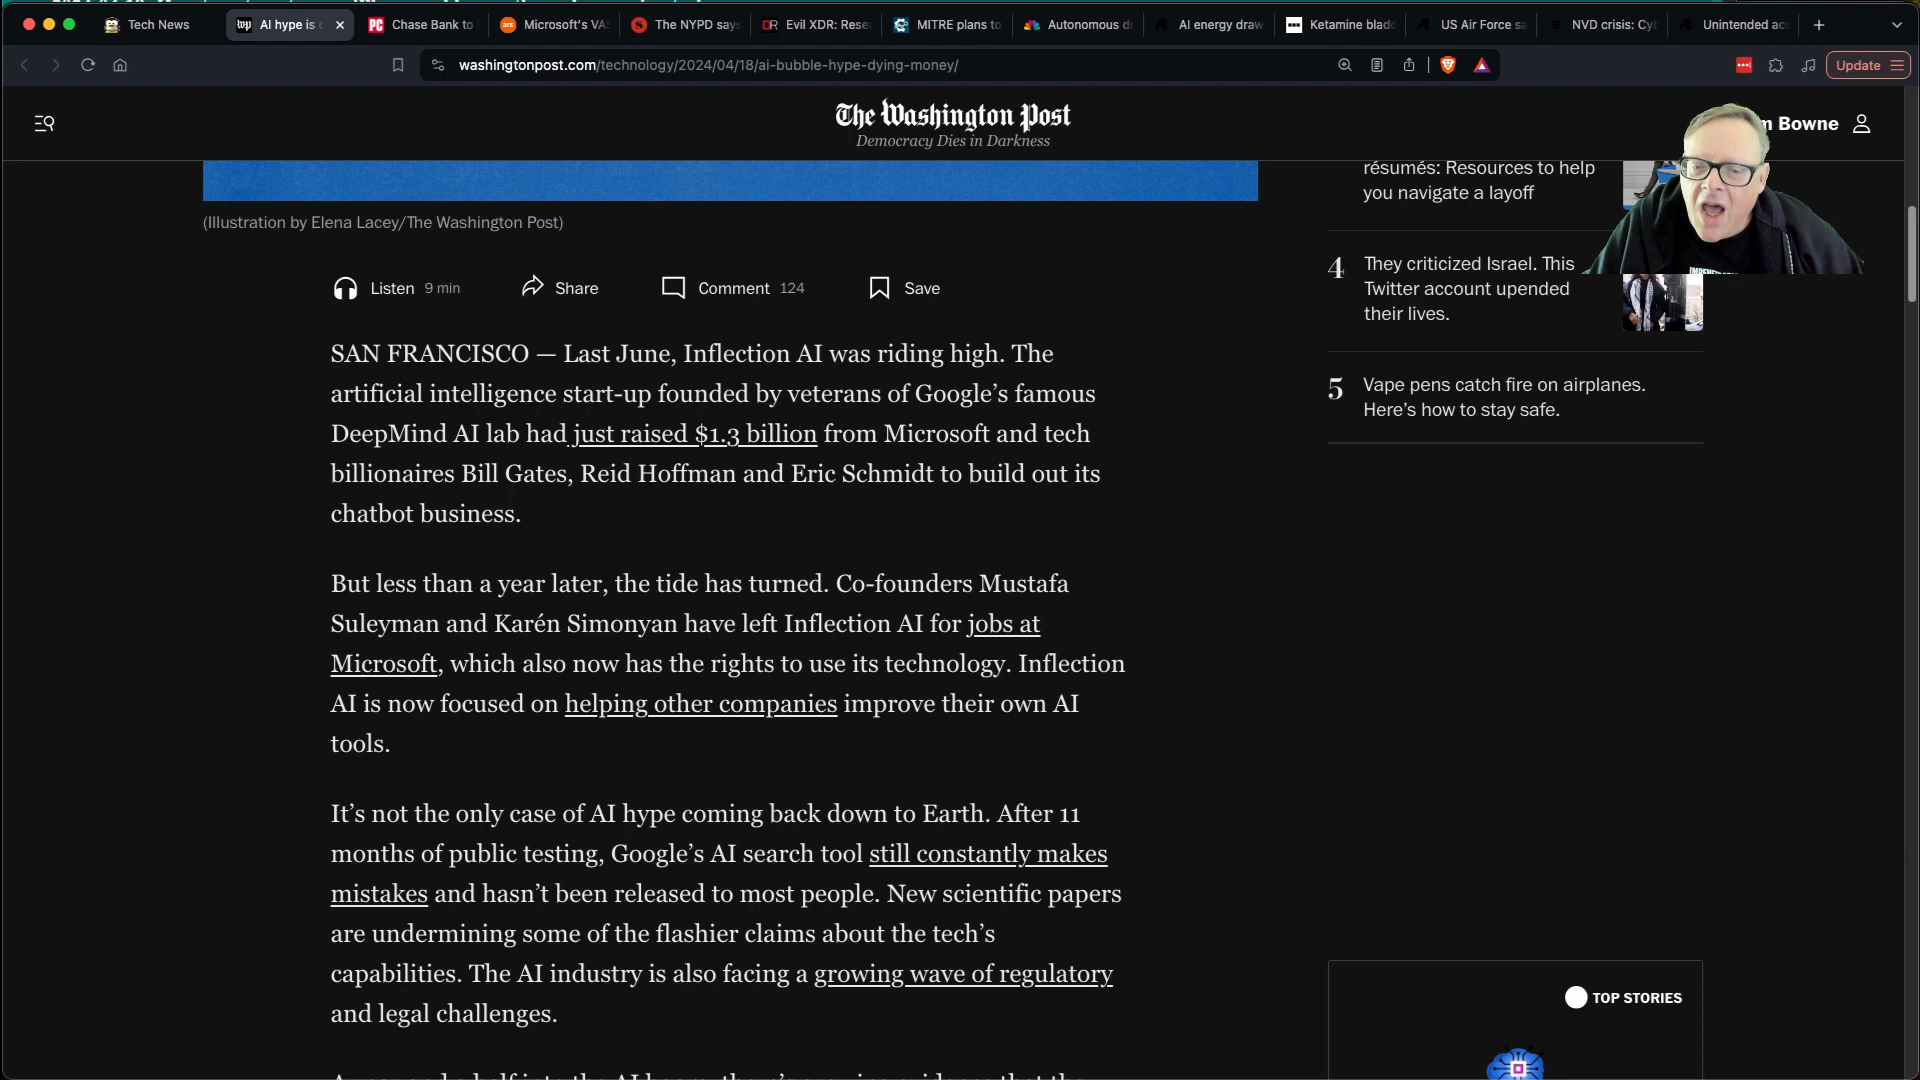 Tech News
AI hype is
Chase Bank to
Microsoft's VAS
The NYPD says
Evil XDR: Rese
MITRE plans to
Autonomous dr
AI energy draw
Ketamine bladd
US Air Force sa
NVD crisis: Cyb
Unintended acc
washingtonpost.com/technology/2024/04/18/ai-bubble-hype-dying-money/
Update
The Washington Post
Democracy Dies in Darkness
m Bowne
résumés: Resources to help
you navigate a layoff
(Illustration by Elena Lacey/The Washington Post)
4 They criticized Israel. This
Twitter account upended
their lives.
Listen 9 min Share Comment 124 Save
5 Vape pens catch fire on airplanes.
Here's how to stay safe.
SAN FRANCISCO — Last June, Inflection AI was riding high. The
artificial intelligence start-up founded by veterans of Google's famous
DeepMind AI lab had just raised $1.3 billion from Microsoft and tech
billionaires Bill Gates, Reid Hoffman and Eric Schmidt to build out its
chatbot business.
But less than a year later, the tide has turned. Co-founders Mustafa
Suleyman and Karén Simonyan have left Inflection AI for jobs at
Microsoft, which also now has the rights to use its technology. Inflection
AI is now focused on helping other companies improve their own AI
tools.
It's not the only case of AI hype coming back down to Earth. After 11
months of public testing, Google's AI search tool still constantly makes
mistakes and hasn't been released to most people. New scientific papers
are undermining some of the flashier claims about the tech's
capabilities. The AI industry is also facing a growing wave of regulatory
and legal challenges.
TOP STORIES